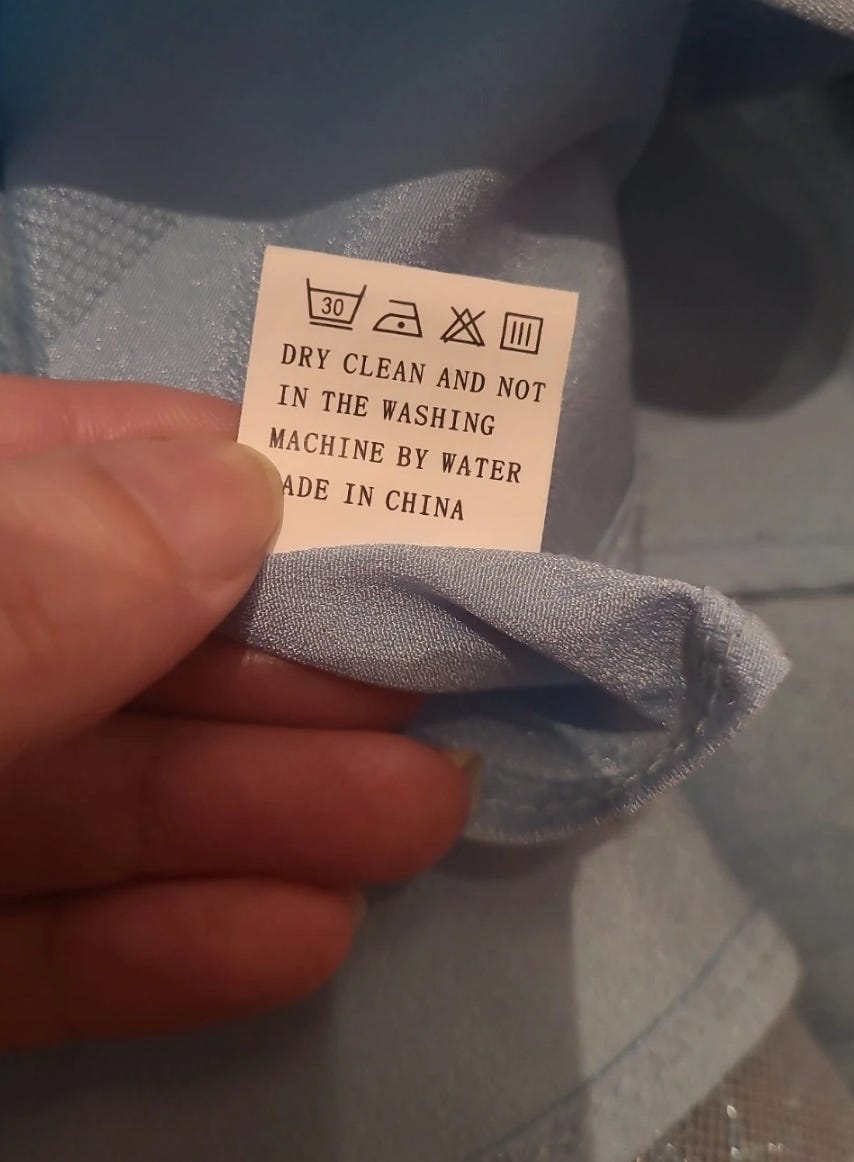 30
DRY CLEAN AND NOT
IN THE WASHING
MACHINE BY WATER
ADE IN CHINA